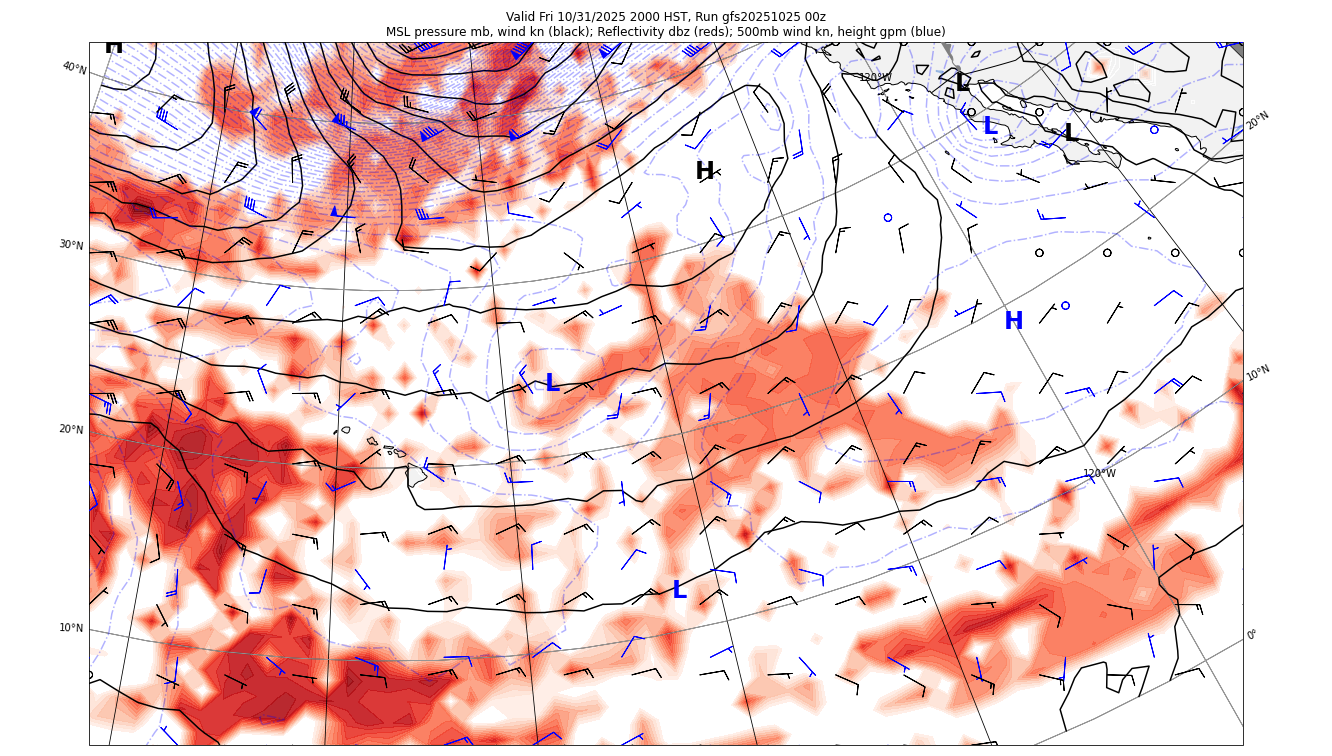 Valid Fri 10/31/2025 2000 HST, Run gfs20251025 00z
MSL pressure mb, wind kn (black); Reflectivity dbz (reds); 500mb wind kn, height gpm (blue)
H
40°N
120°W
L
L
L
20°N
H
30°N
H
L
10°N
20°N
120°W
L
10°N
0°